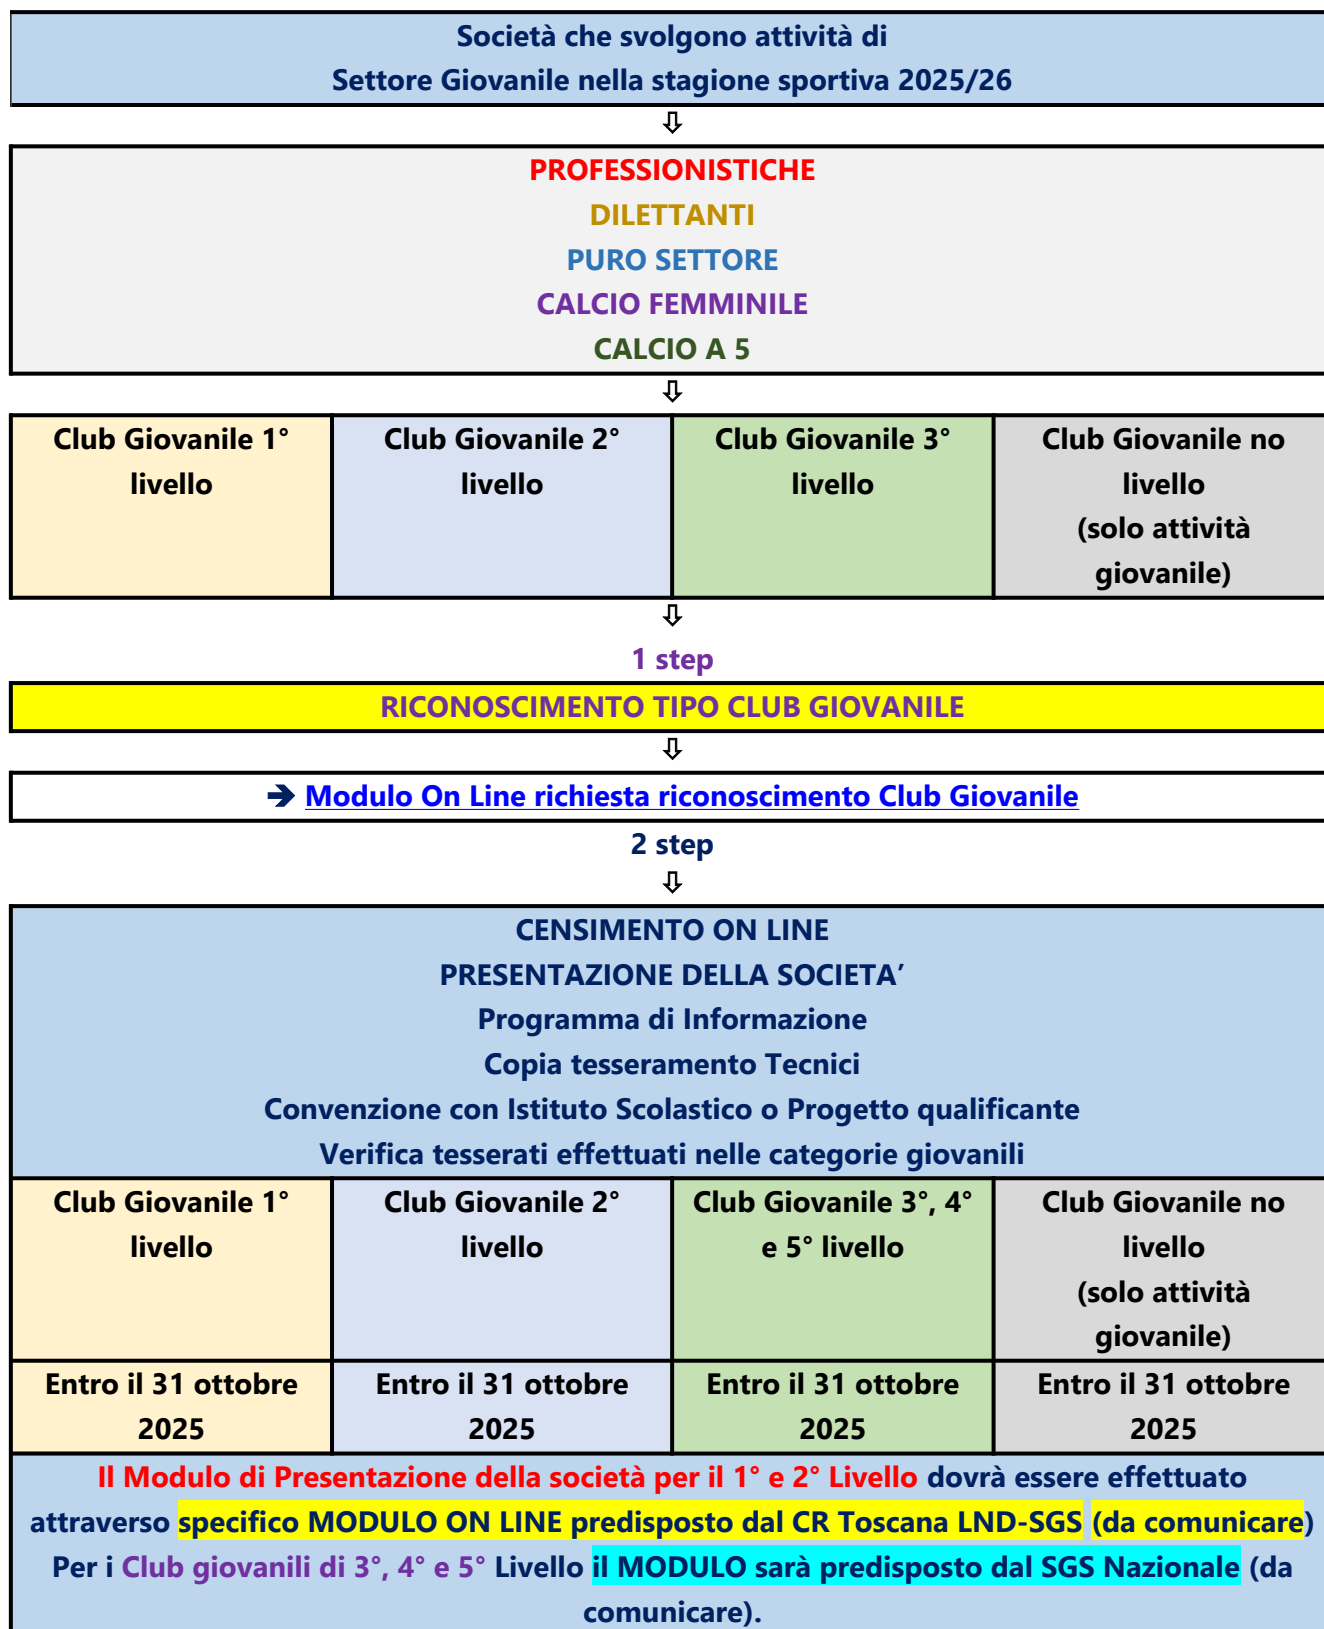 Società che svolgono attività di
Settore Giovanile nella stagione sportiva 2025/26
⇩
PROFESSIONISTICHE
DILETTANTI
PURO SETTORE
CALCIO FEMMINILE
CALCIO A 5
⇩
Club Giovanile 1°
livello
Club Giovanile 2°
livello
Club Giovanile 3°
livello
Club Giovanile no
livello
(solo attività
giovanile)
⇩
1 step
RICONOSCIMENTO TIPO CLUB GIOVANILE
⇩
➔ Modulo On Line richiesta riconoscimento Club Giovanile
2 step
⇩
CENSIMENTO ON LINE
PRESENTAZIONE DELLA SOCIETA’
Programma di Informazione
Copia tesseramento Tecnici
Convenzione con Istituto Scolastico o Progetto qualificante
Verifica tesserati effettuati nelle categorie giovanili
Club Giovanile 1°
livello
Club Giovanile 2°
livello
Club Giovanile 3°, 4°
e 5° livello
Club Giovanile no
livello
(solo attività
giovanile)
Entro il 31 ottobre
2025
Entro il 31 ottobre
2025
Entro il 31 ottobre
2025
Entro il 31 ottobre
2025
Il Modulo di Presentazione della società per il 1° e 2° Livello dovrà essere effettuato
attraverso specifico MODULO ON LINE predisposto dal CR Toscana LND-SGS (da comunicare)
Per i Club giovanili di 3°, 4° e 5° Livello il MODULO sarà predisposto dal SGS Nazionale (da
comunicare).